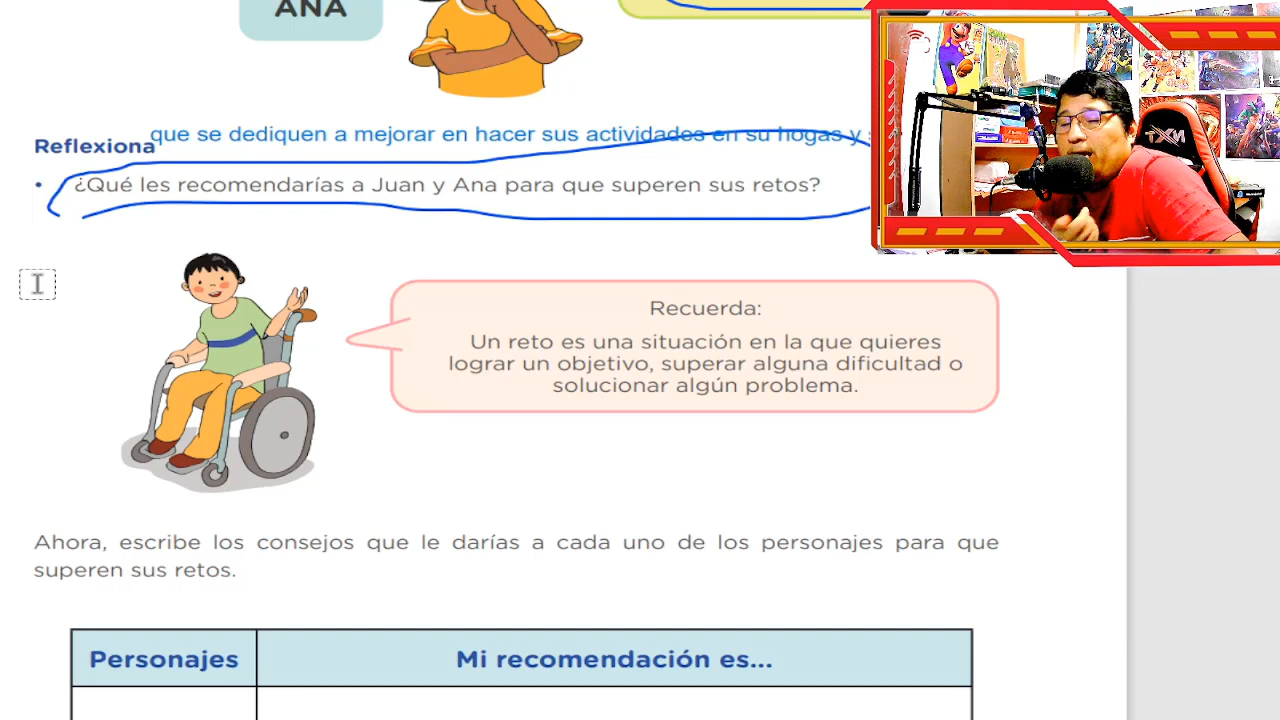 ANA
que se dediquen a mejorar en hacer sus actividades en su hogas y
Reflexiona
• ¿Qué les recomendarías a Juan y Ana para que superen sus retos?
Recuerda:
Un reto es una situación en la que quieres
lograr un objetivo, superar alguna dificultad o
solucionar algún problema.
Ahora, escribe los consejos que le darías a cada uno de los personajes para que
superen sus retos.
Personajes
Mi recomendación es...